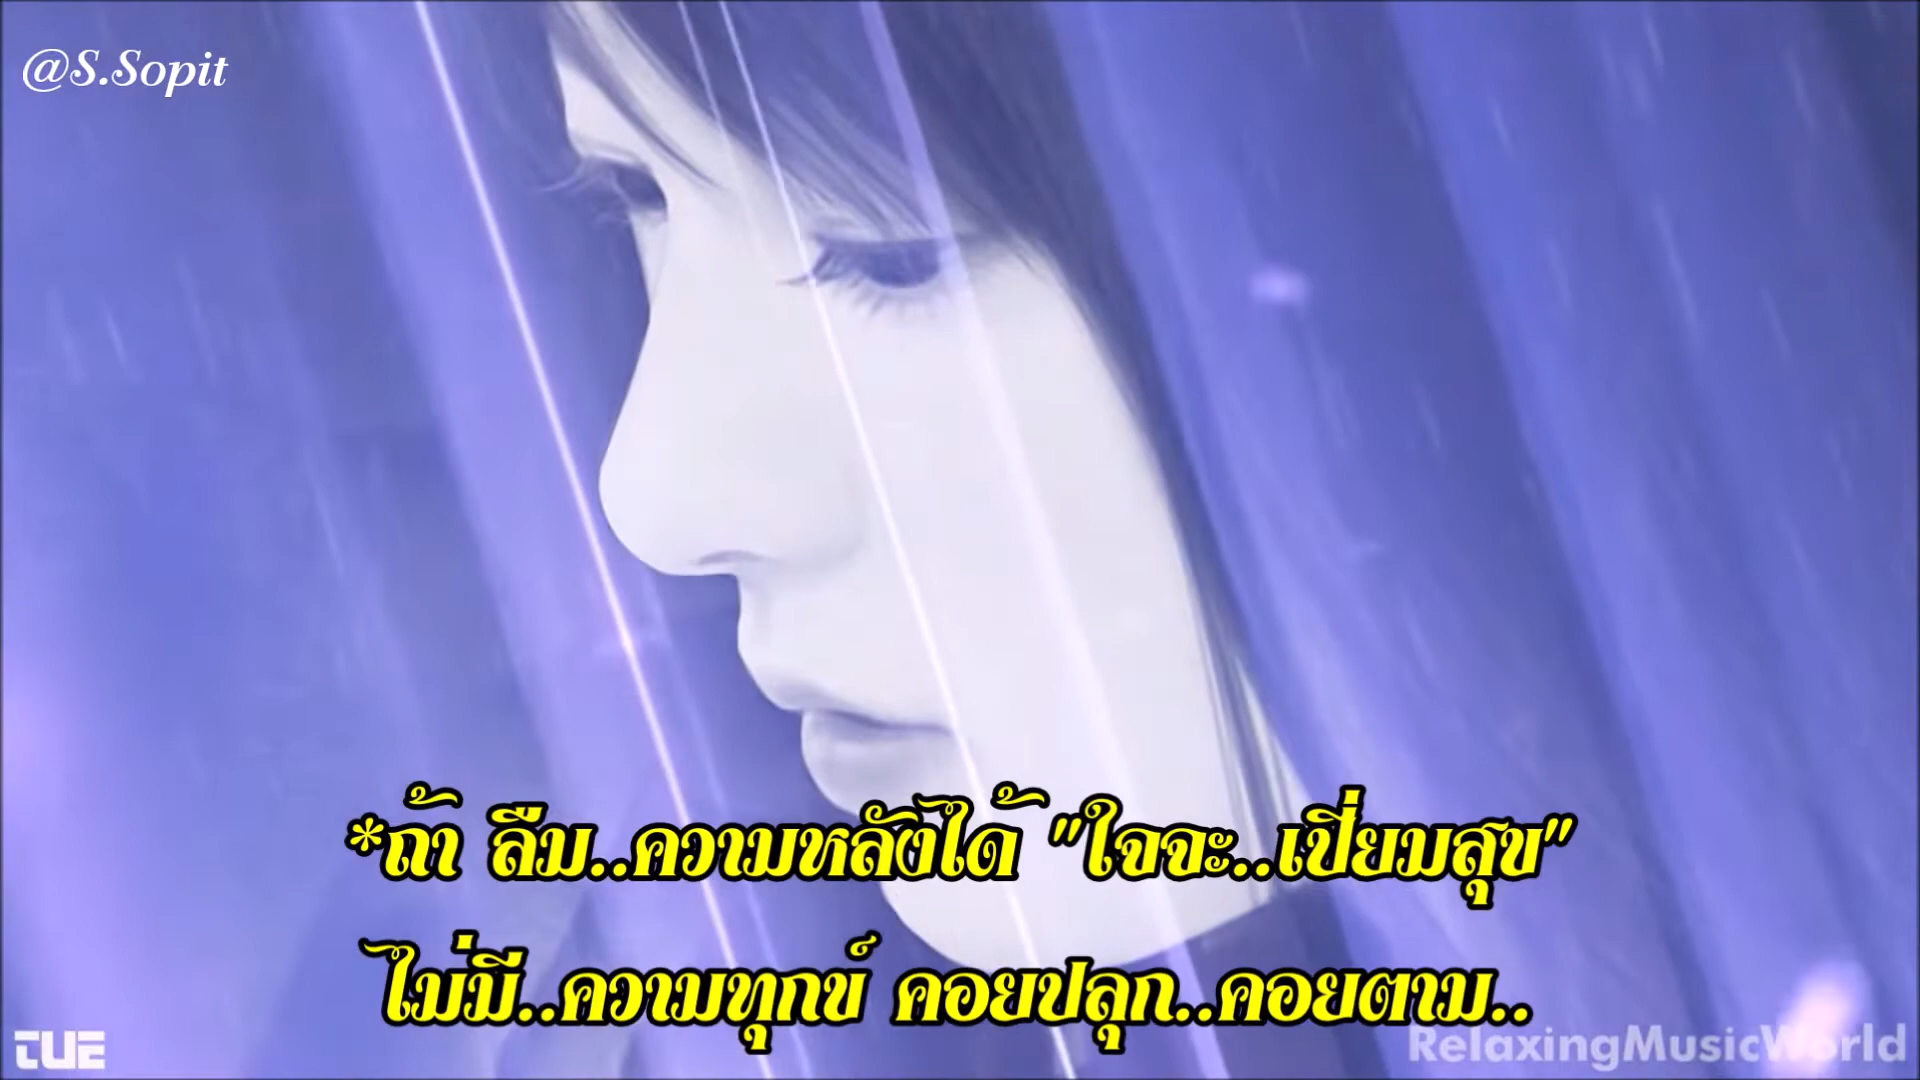 @S.Sopit
*ถ้า ลืม..ความหลังได้ "ใจจะ..เปี่ยมสุข"
ไม่มี..ความทุกข์ คอยปลุก..คอยตาม..
TUE
RelaxingMusicWorld